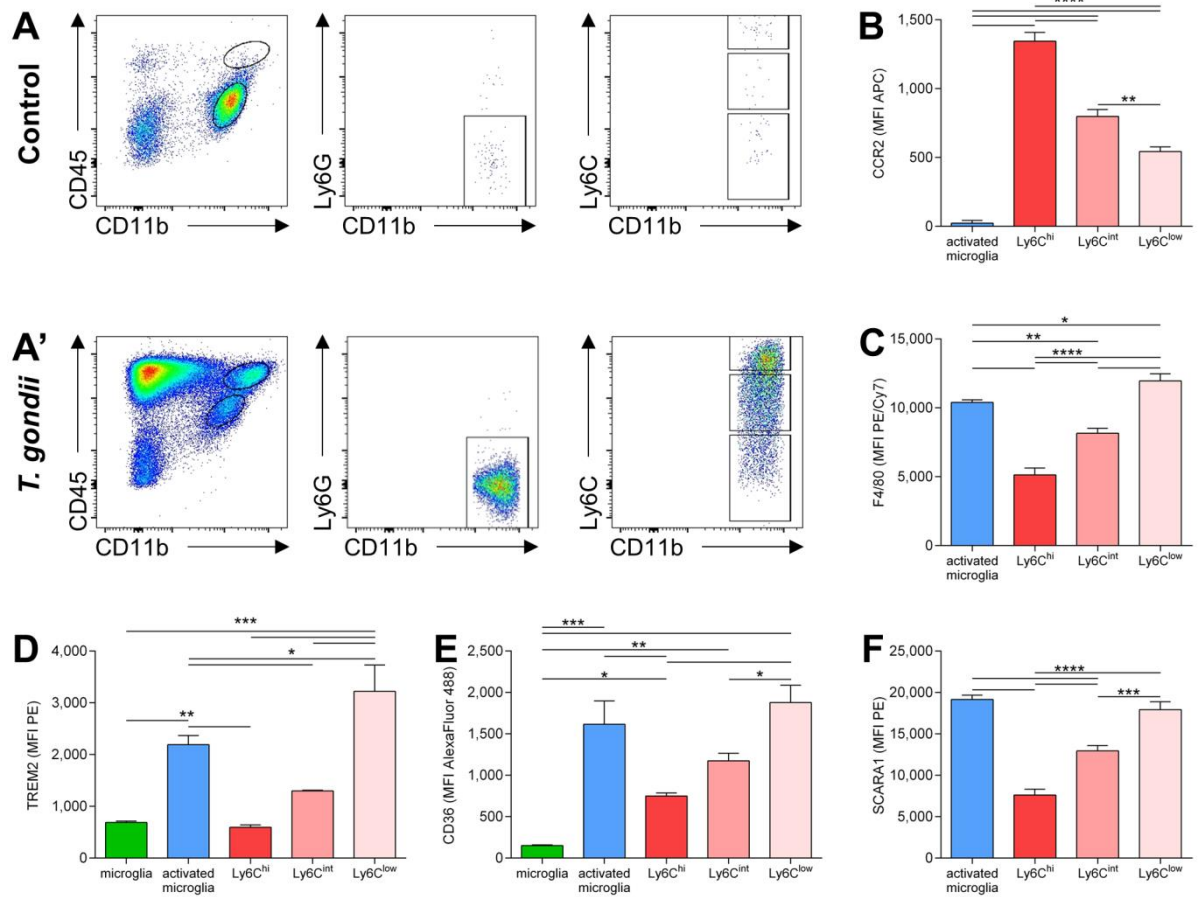 A
Control
CD45
CD11b
Ly6G
CD11b
Ly6C
CD11b
B
CCR2 (MFI APC)
1,500
1,000
500
0
****
**
activated microglia
Ly6Chi
Ly6Cint
Ly6Clow
A'
T. gondii
CD45
CD11b
Ly6G
CD11b
Ly6C
CD11b
C
F4/80 (MFI PE/Cy7)
15,000
10,000
5,000
0
*
**
****
activated microglia
Ly6Chi
Ly6Cint
Ly6Clow
D
TREM2 (MFI PE)
4,000
3,000
2,000
1,000
0
***
*
**
microglia
activated microglia
Ly6Chi
Ly6Cint
Ly6Clow
E
CD36 (MFI AlexaFluor 488)
2,500
2,000
1,500
1,000
500
0
***
**
*
*
microglia
activated microglia
Ly6Chi
Ly6Cint
Ly6Clow
F
SCARA1 (MFI PE)
25,000
20,000
15,000
10,000
5,000
0
****
***
activated microglia
Ly6Chi
Ly6Cint
Ly6Clow